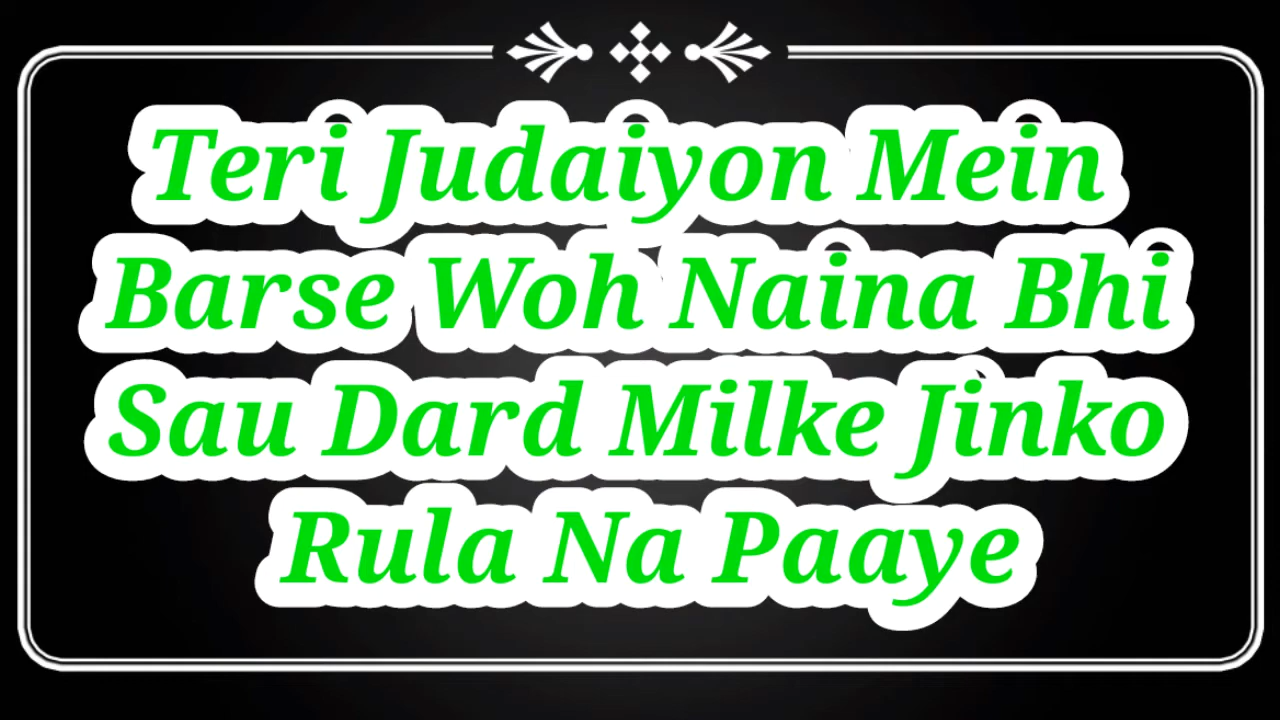 Teri Judaiyon Mein
Barse Woh Naina Bhi
Sau Dard Milke Jinko
Rula Na Paaye